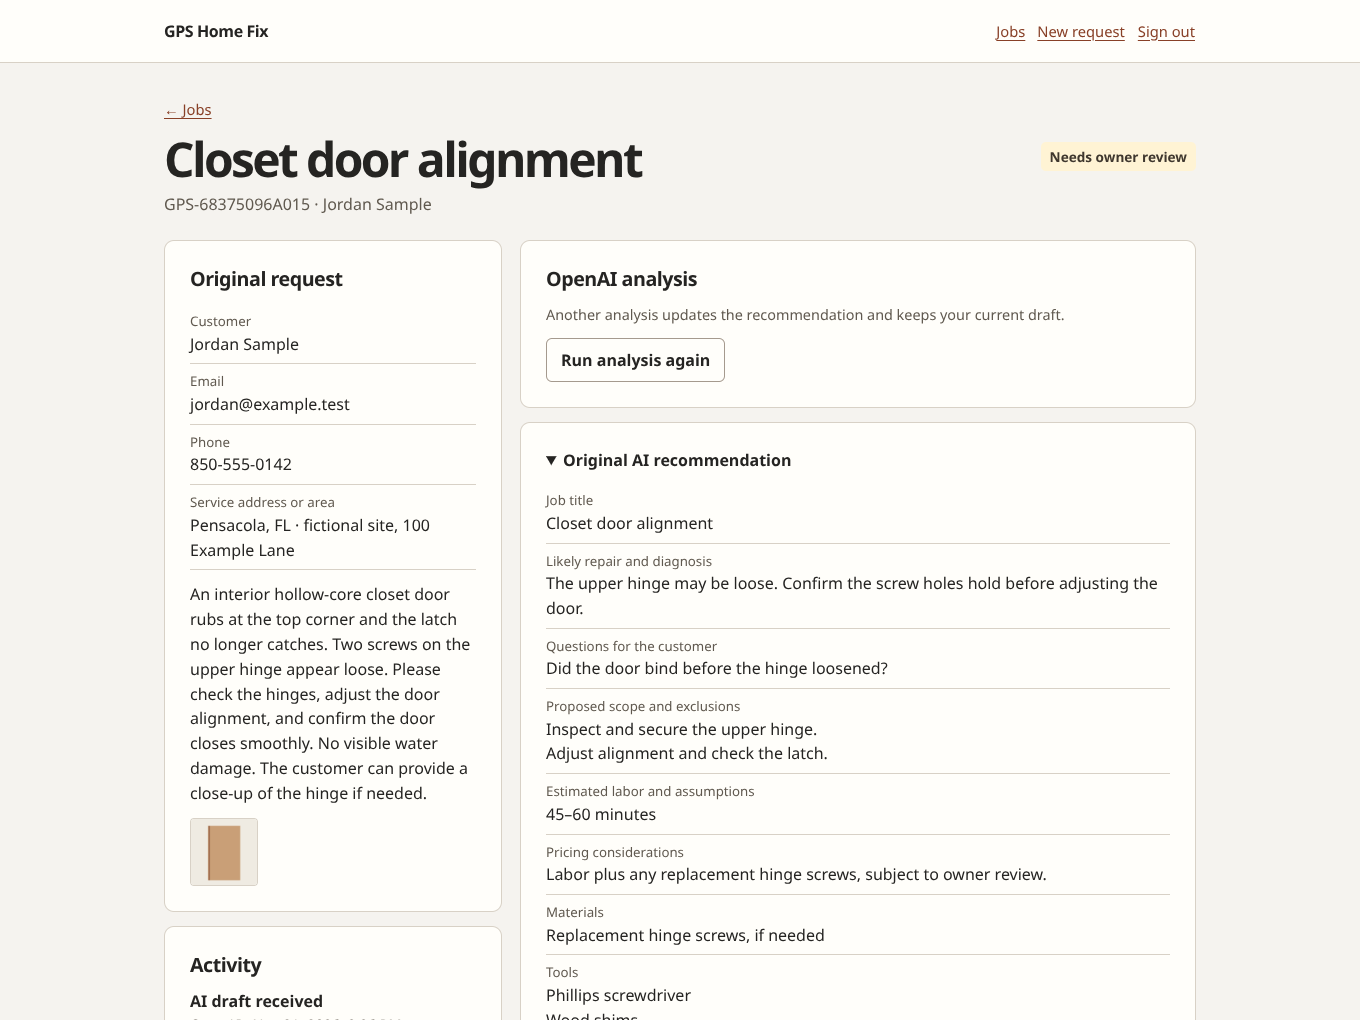 GPS Home Fix
Jobs New request Sign out
← Jobs
Closet door alignment
Needs owner review
GPS-68375096A015 · Jordan Sample
Original request
Customer
Jordan Sample
Email
jordan@example.test
Phone
850-555-0142
Service address or area
Pensacola, FL · fictional site, 100
Example Lane
An interior hollow-core closet door
rubs at the top corner and the latch
no longer catches. Two screws on the
upper hinge appear loose. Please
check the hinges, adjust the door
alignment, and confirm the door
closes smoothly. No visible water
damage. The customer can provide a
close-up of the hinge if needed.
Activity
AI draft received
OpenAI analysis
Another analysis updates the recommendation and keeps your current draft.
Run analysis again
▼ Original AI recommendation
Job title
Closet door alignment
Likely repair and diagnosis
The upper hinge may be loose. Confirm the screw holes hold before adjusting the
door.
Questions for the customer
Did the door bind before the hinge loosened?
Proposed scope and exclusions
Inspect and secure the upper hinge.
Adjust alignment and check the latch.
Estimated labor and assumptions
45–60 minutes
Pricing considerations
Labor plus any replacement hinge screws, subject to owner review.
Materials
Replacement hinge screws, if needed
Tools
Phillips screwdriver
Wood shims